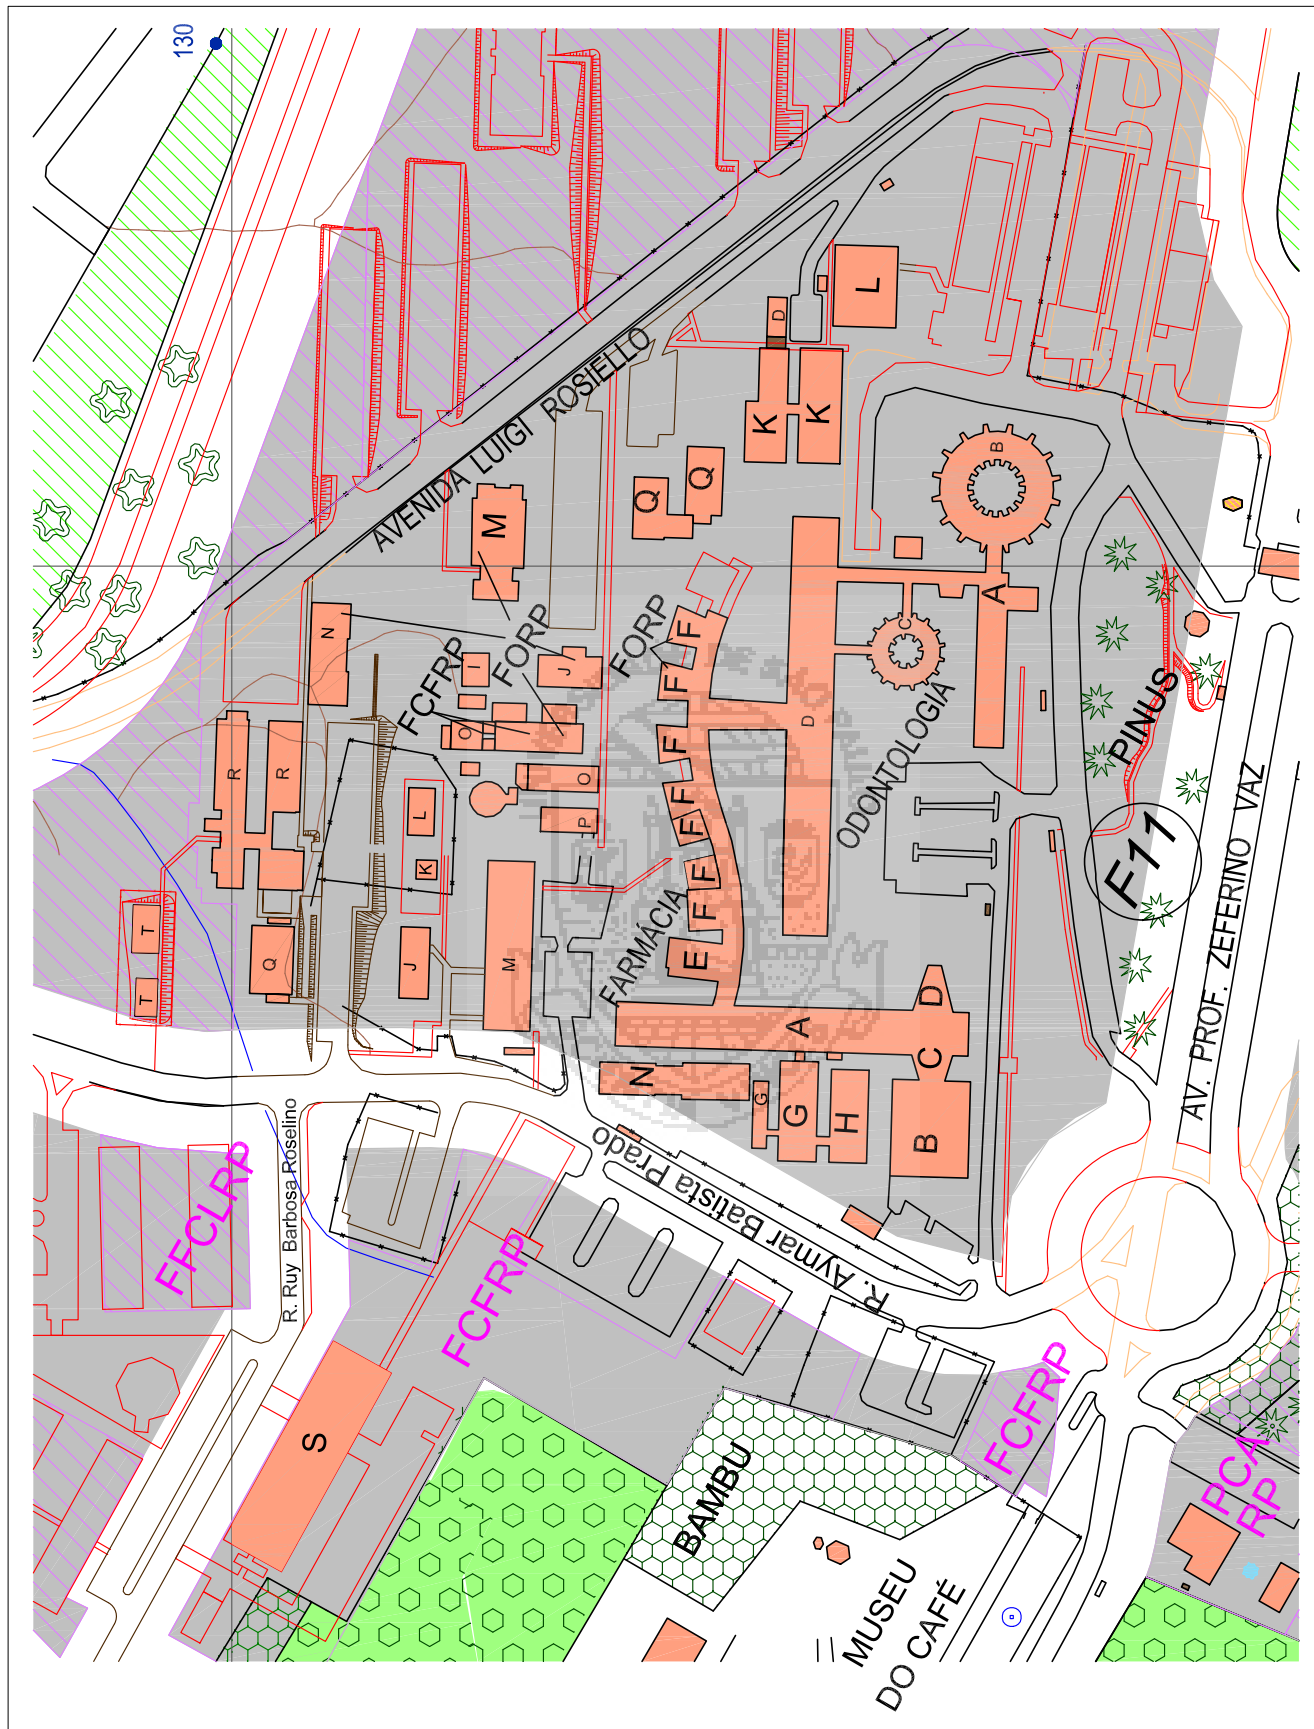 130
AVENIDA LUIGI ROSIELLO
D
L
K
K
M
Q
Q
B
N
FCFRP
FORP
FORP
I
J
A
C
F
F
R
R
O
D
PINUS
F
ODONTOLOGIA
L
O
F
P
F
K
F
F11
AV. PROF. ZEFERINO VAZ
T
T
Q
J
M
FARMÁCIA
F
E
A
D
C
N
G
G
H
B
R. Ruy Barbosa Roselino
R. Aymar Batista Prado
FFCLRP
FCFRP
FCFRP
S
BAMBU
PCA
RP
MUSEU
DO CAFÉ